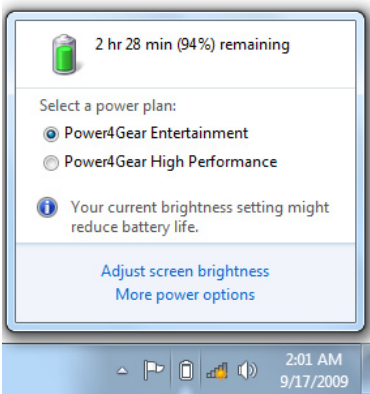 2 hr 28 min (94%) remaining
Select a power plan:
Power4Gear Entertainment
Power4Gear High Performance
Your current brightness setting might
reduce battery life.
Adjust screen brightness
More power options
2:01 AM
9/17/2009